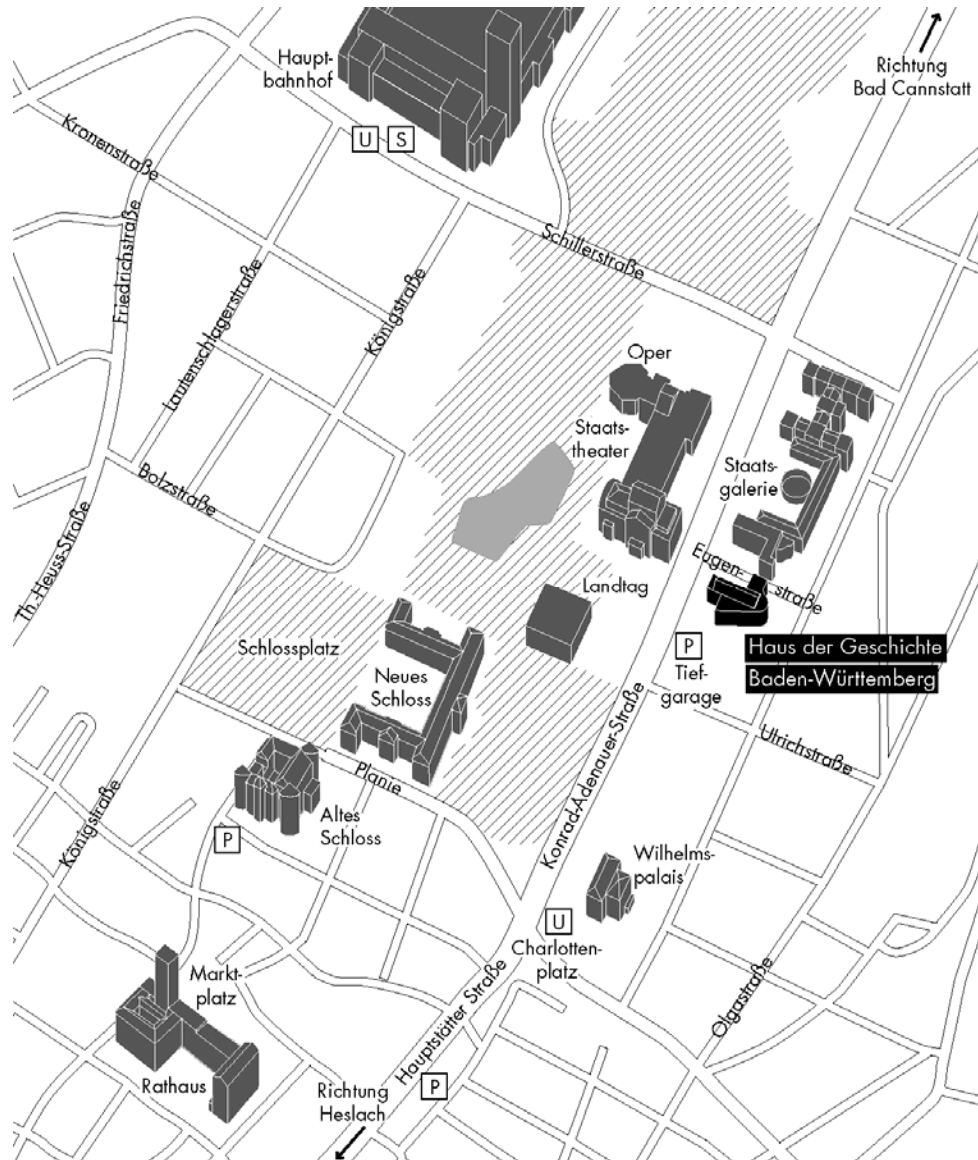 Haupt-
bahnhof
Richtung
Bad Cannstatt
U
S
Kronenstraße
Friedrichstraße
Lautenschlagerstraße
Königstraße
Schillerstraße
Oper
Staats-
theater
Staats-
galerie
Bolzstraße
Th.-Heuss-Straße
Eugen-
straße
Landtag
Schlossplatz
Neues
Schloss
P
Tief-
garage
Haus der Geschichte
Baden-Württemberg
Konrad-Adenauer-Straße
Ulrichstraße
Planie
Königstraße
Altes
Schloss
P
Wilhelms-
palais
U
Charlotten-
platz
Olgastraße
Markt-
platz
Hauptstätter Straße
Rathaus
P
Richtung
Heslach